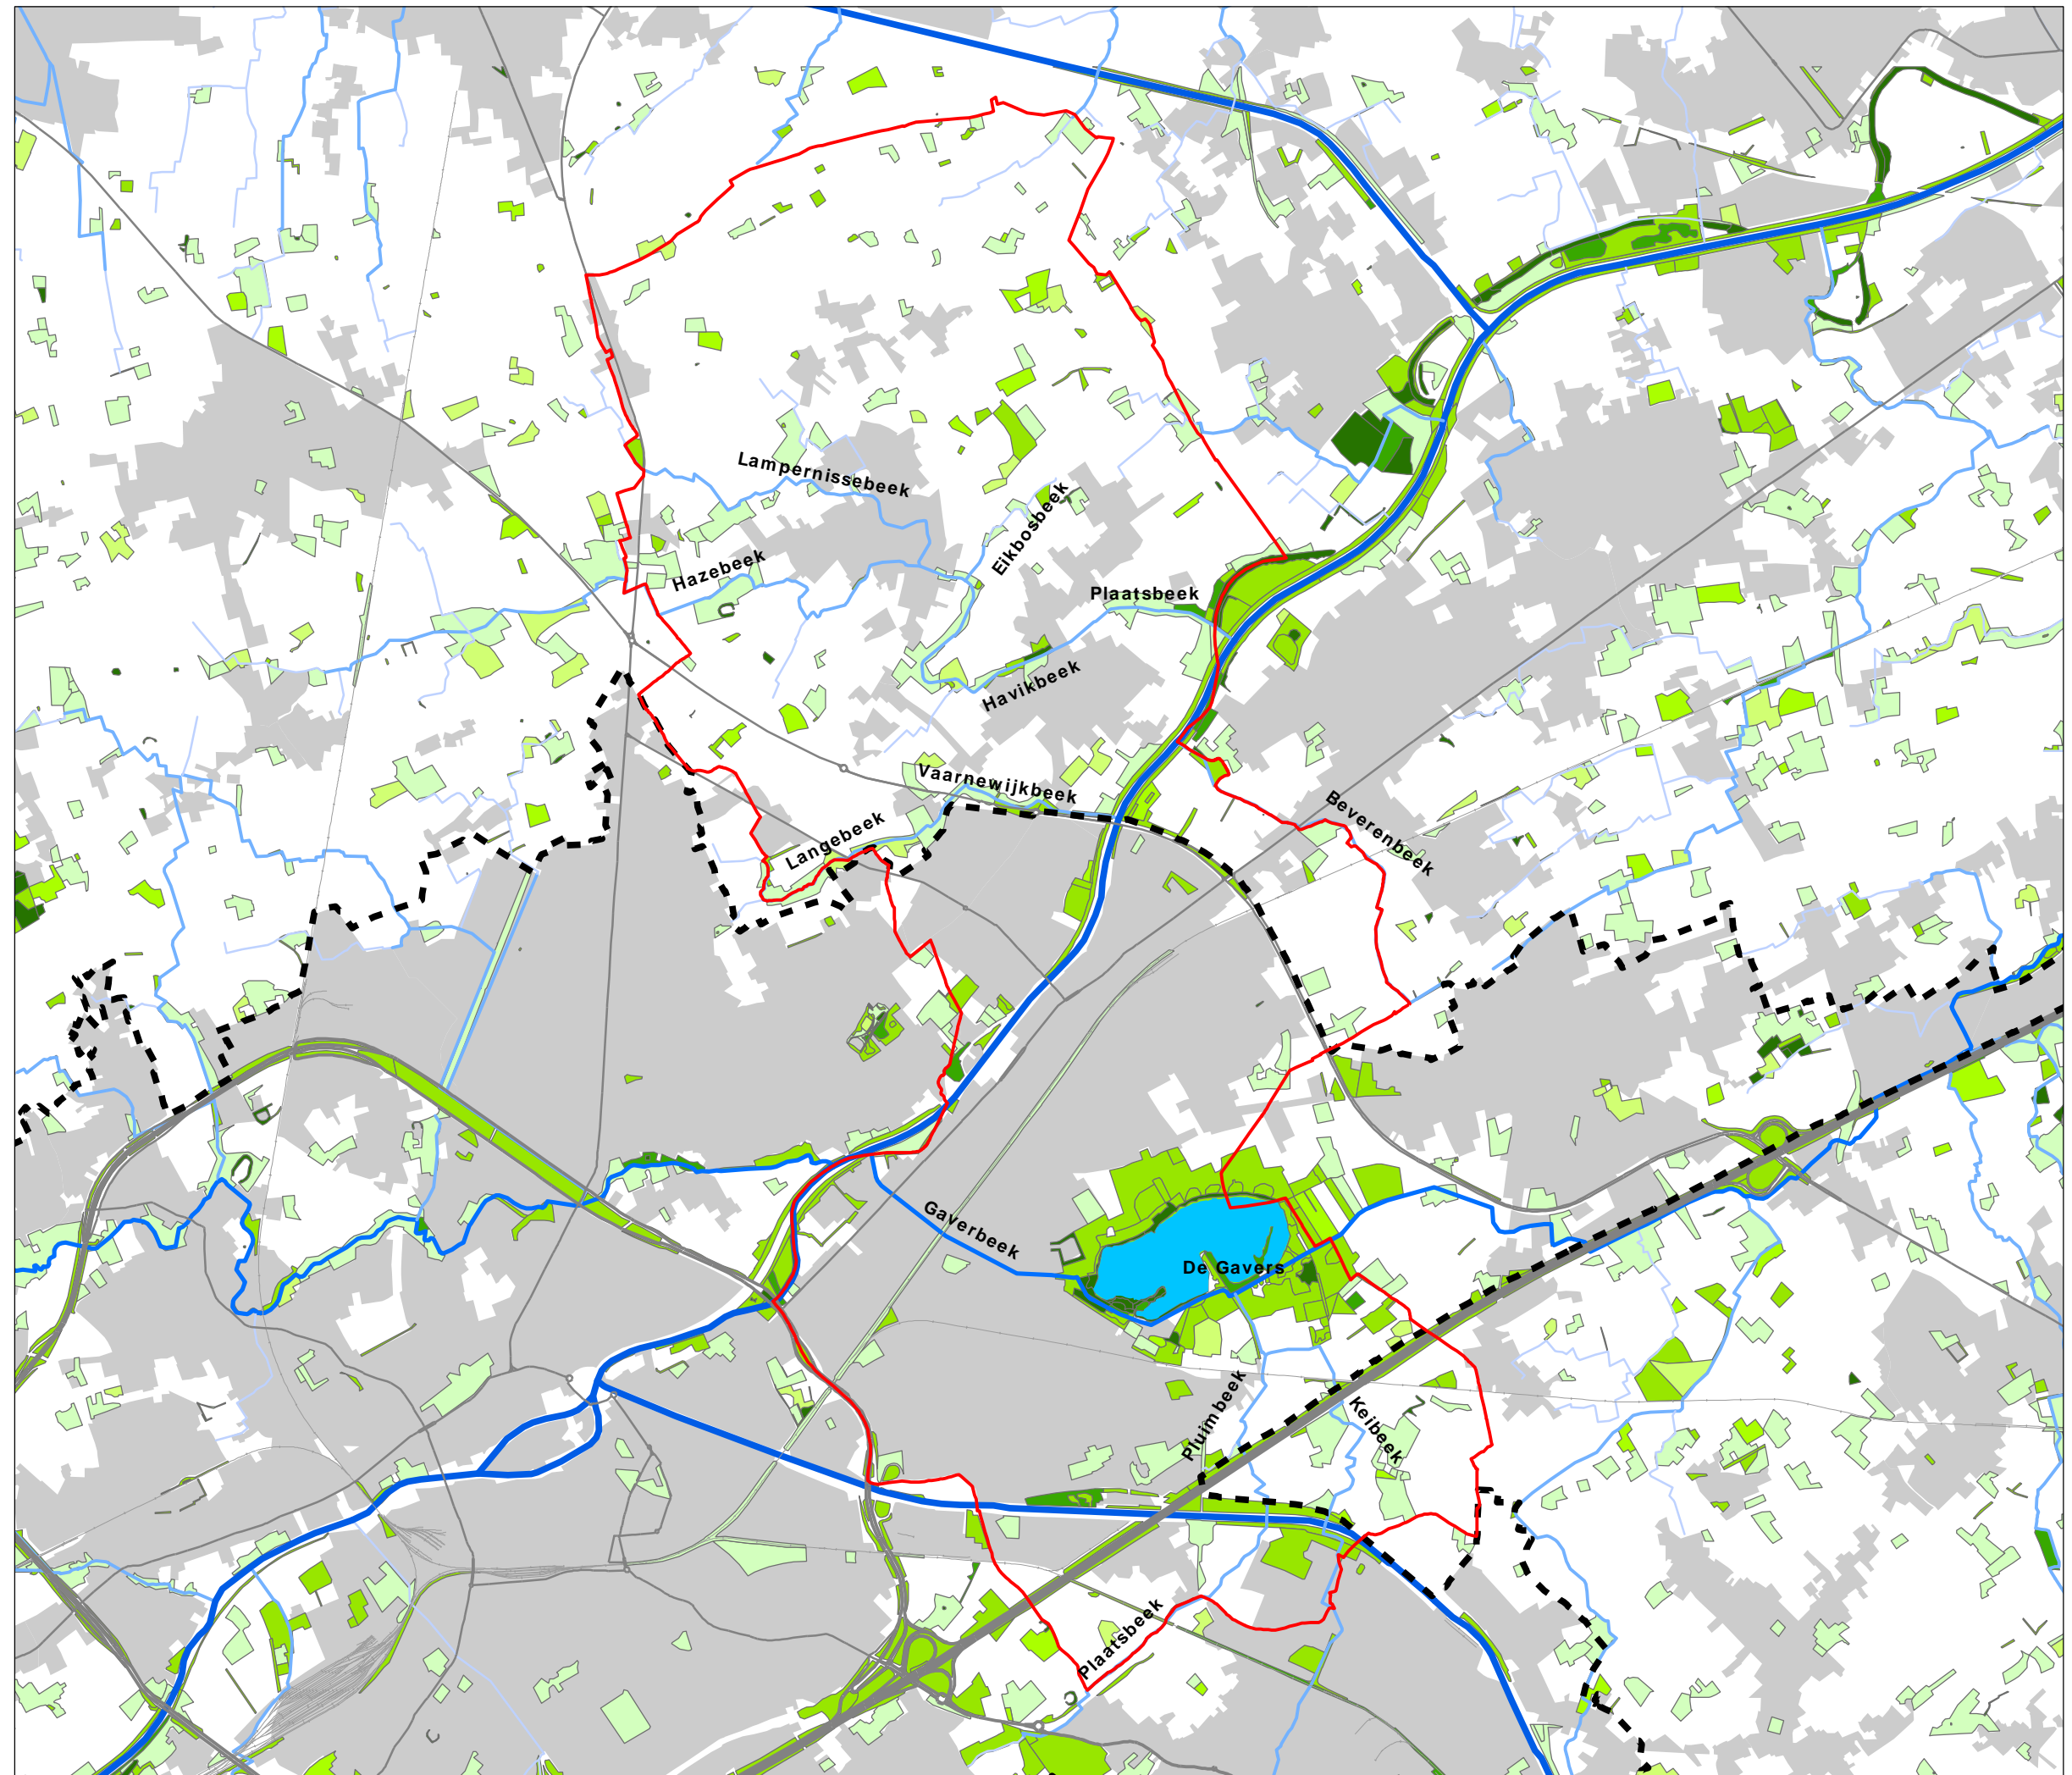 Lampernissebeek
Eikbosbeek
Hazebeek
Plaatsbeek
Havikbeek
Vaarnewijkbeek
Beverenbeek
Langebeek
Gaverbeek
De Gavers
Pluimbeek
Keibeek
Plaatsbeek